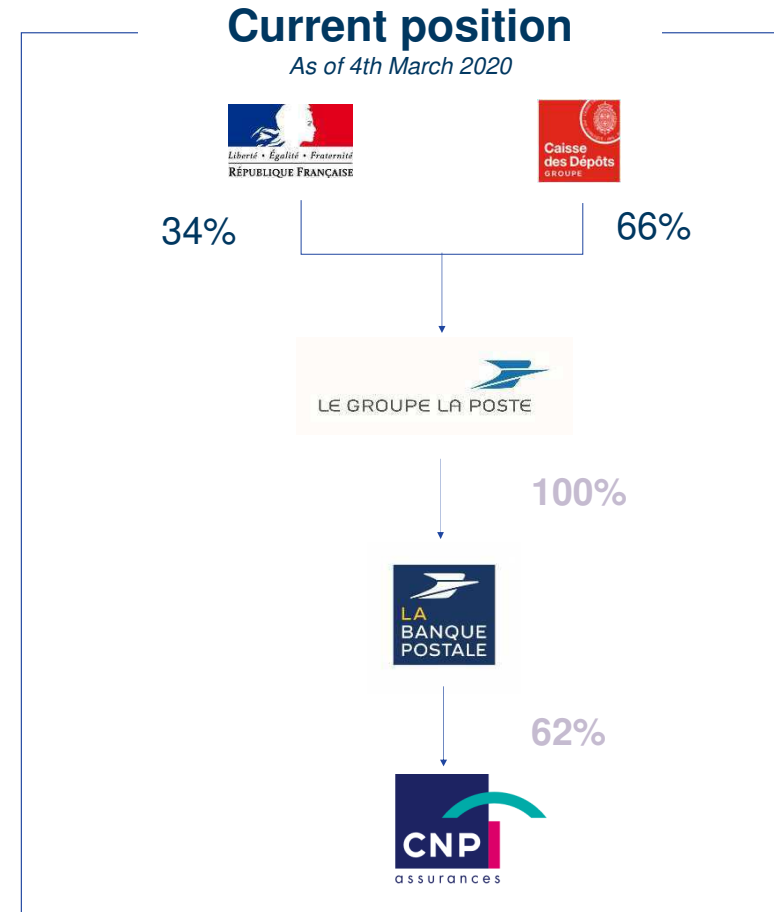 Current position
As of 4th March 2020
Liberté • Égalité • Fraternité
RÉPUBLIQUE FRANÇAISE
Caisse
des Dépôts
GROUPE
34%
66%
LE GROUPE LA POSTE
100%
LA
BANQUE
POSTALE
62%
CNP
assurances